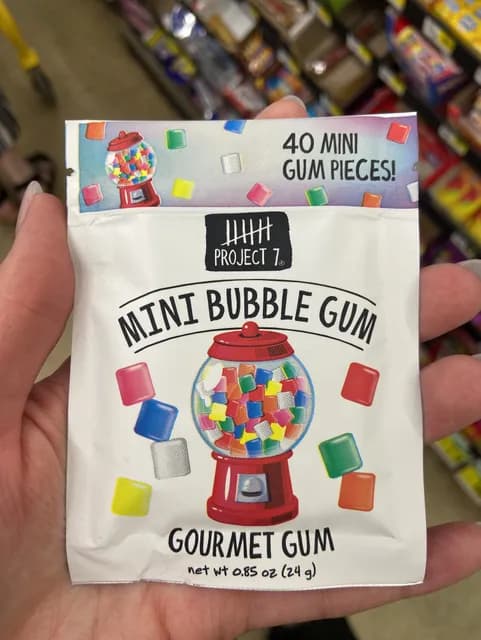 40 MINI
GUM PIECES!
PROJECT 7®
MINI BUBBLE GUM
GOURMET GUM
net wt 0.85 oz (24 g)